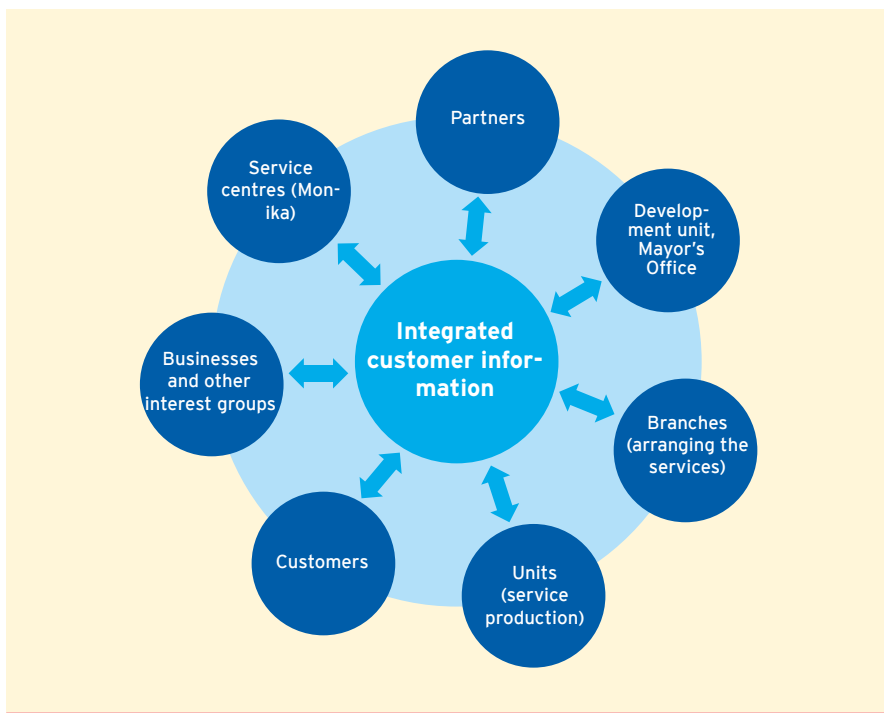 Partners
Service
centres (Mon-
ika)
Develop-
ment unit,
Mayor's
Office
Integrated
customer infor-
mation
Businesses
and other
interest groups
Branches
(arranging the
services)
Customers
Units
(service
production)